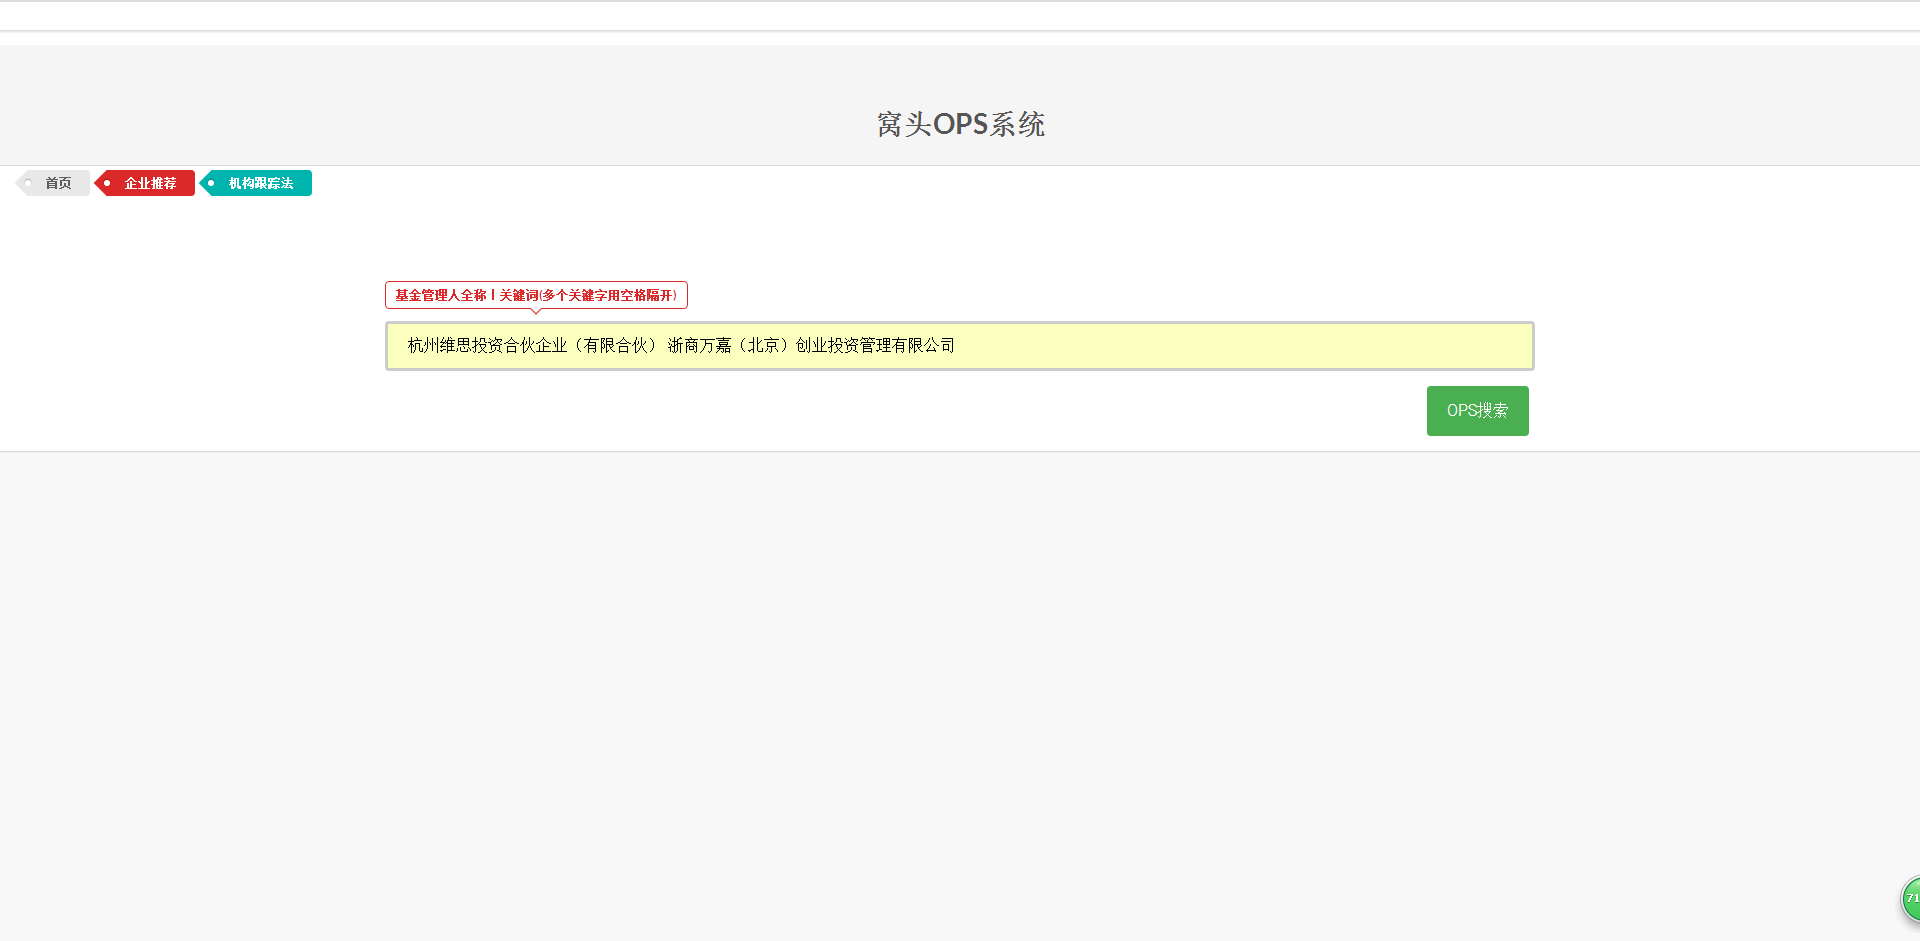 窝头OPS系统
首页
企业推荐
机构跟踪法
基金管理人全称丨关键词(多个关键字用空格隔开)
杭州维思投资合伙企业（有限合伙） 浙商万嘉（北京）创业投资管理有限公司
OPS搜索
71